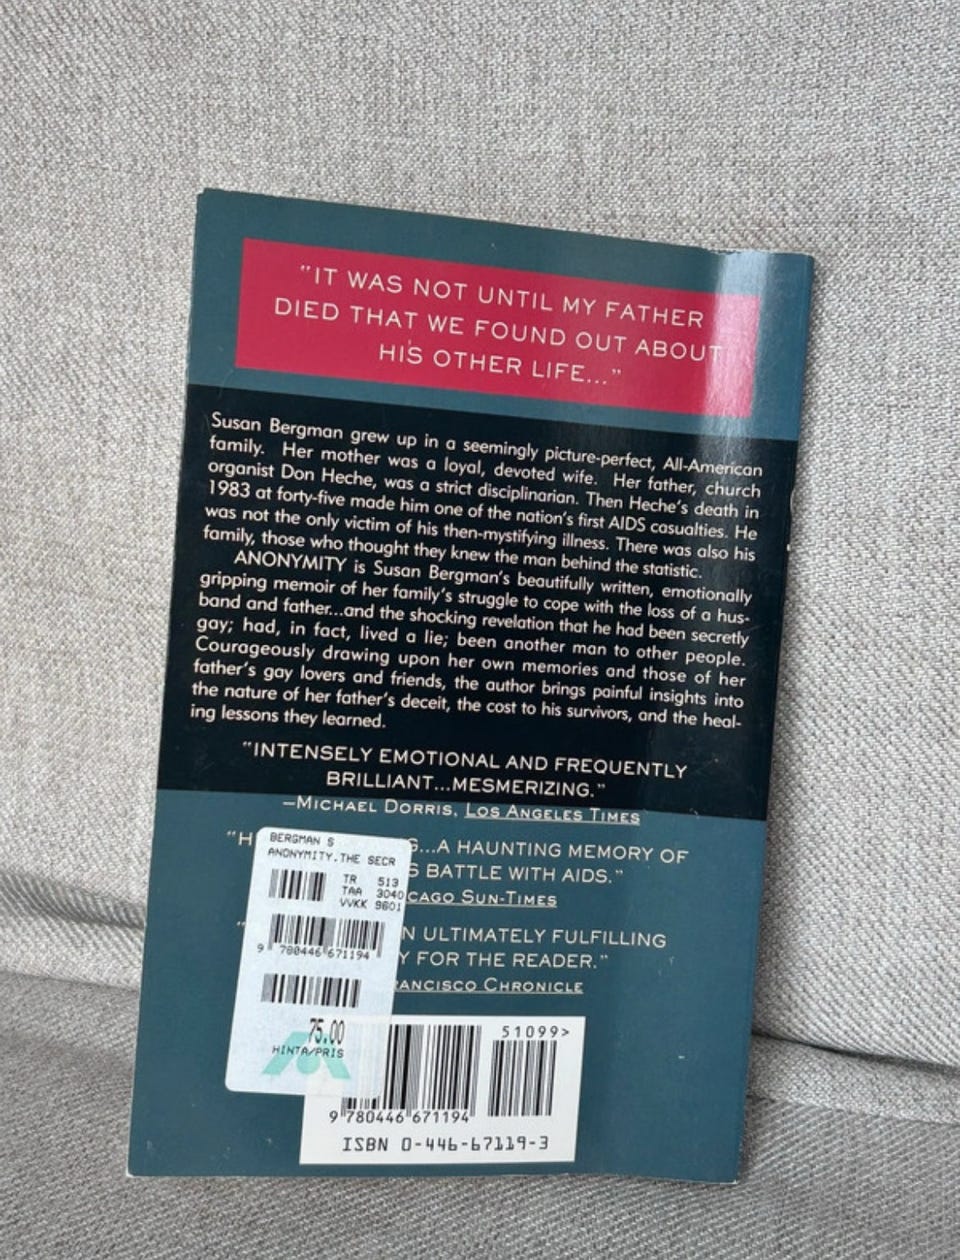 "IT WAS NOT UNTIL MY FATHER
DIED THAT WE FOUND OUT ABOUT
HIS OTHER LIFE..."
Susan Bergman grew up in a seemingly picture-perfect, All-American
family. Her mother was a loyal, devoted wife. Her father, church
organist Don Heche, was a strict disciplinarian. Then Heche's death in
1983 at forty-five made him one of the nation's first AIDS casualties. He
was not the only victim of his then-mystifying illness. There was also his
family, those who thought they knew the man behind the statistic.
ANONYMITY is Susan Bergman's beautifully written, emotionally
gripping memoir of her family's struggle to cope with the loss of a hus-
band and father...and the shocking revelation that he had been secretly
gay; had, in fact, lived a lie; been another man to other people.
Courageously drawing upon her own memories and those of her
father's gay lovers and friends, the author brings painful insights into
the nature of her father's deceit, the cost to his survivors, and the heal-
ing lessons they learned.
"INTENSELY EMOTIONAL AND FREQUENTLY
BRILLIANT...MESMERIZING."
—MICHAEL DORRIS, LOS ANGELES TIMES
...A HAUNTING MEMORY OF
BATTLE WITH AIDS."
SUN-TIMES
ULTIMATELY FULFILLING
FOR THE READER."
CHRONICLE
BERGMAN S
ANONYMITY.THE SECR
TR 513
TAA 3040
VVKK 9601
9 780446 671194
75.00
HINTA/PRIS
51099>
9 780446 671194
ISBN 0-446-67119-3